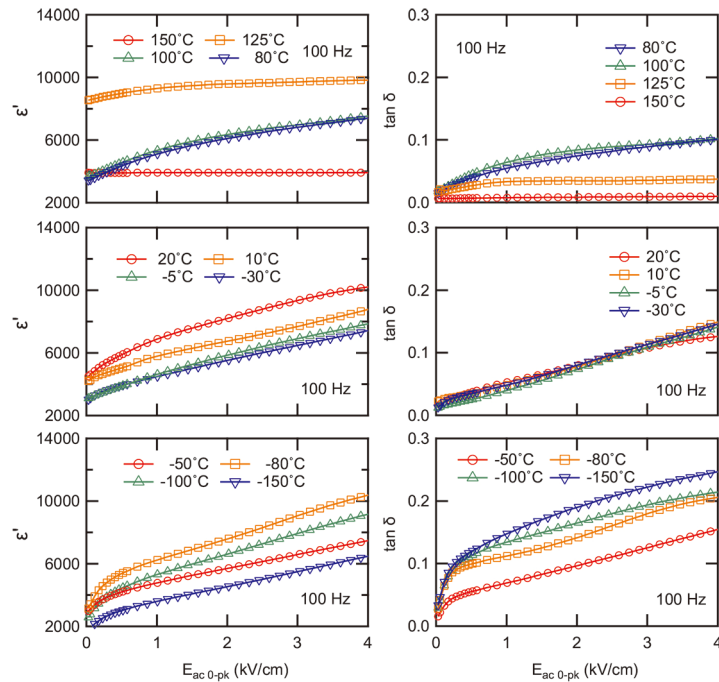 14000
10000
6000
2000
ε'
150˚C
125˚C
100˚C
80˚C
100 Hz
0.3
0.2
0.1
0.0
tan δ
100 Hz
80˚C
100˚C
125˚C
150˚C
14000
10000
6000
2000
ε'
20˚C
10˚C
-5˚C
-30˚C
100 Hz
0.3
0.2
0.1
0.0
tan δ
20˚C
10˚C
-5˚C
-30˚C
100 Hz
14000
10000
6000
2000
ε'
-50˚C
-80˚C
-100˚C
-150˚C
100 Hz
0 1 2 3 4
E ac 0-pk (kV/cm)
0.3
0.2
0.1
0.0
tan δ
-50˚C
-80˚C
-100˚C
-150˚C
100 Hz
0 1 2 3 4
E ac 0-pk (kV/cm)